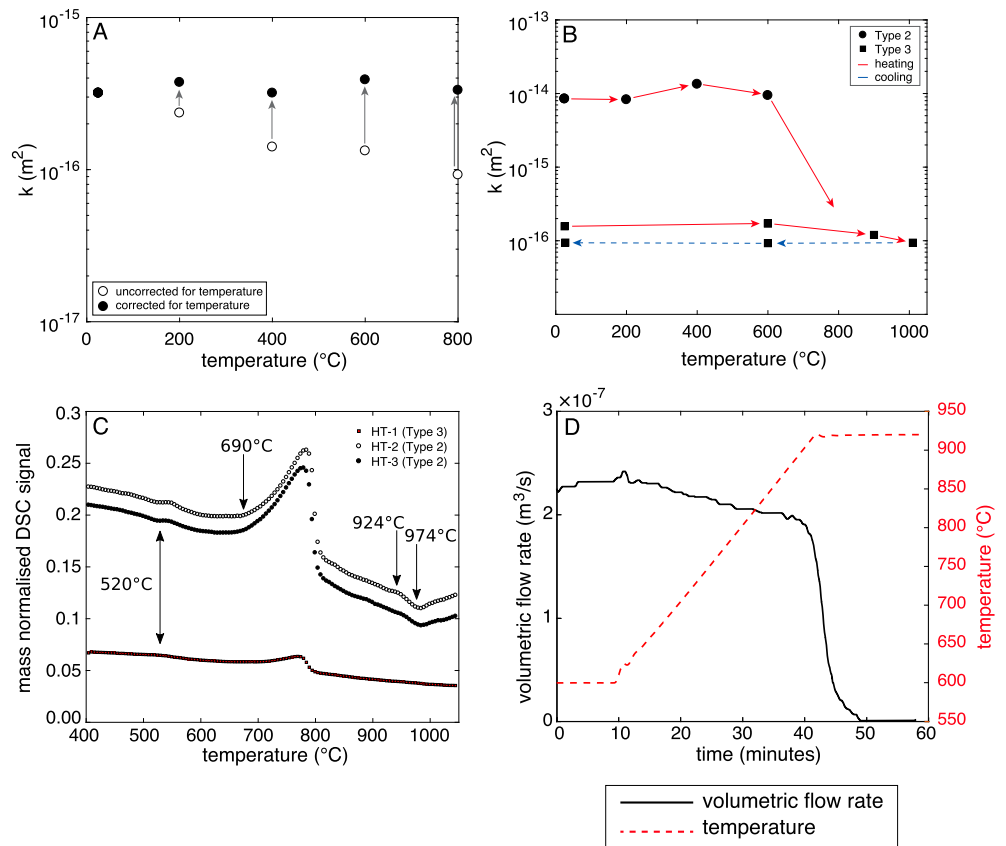 A
10⁻¹⁵
10⁻¹⁶
10⁻¹⁷
k (m²)
uncorrected for temperature
corrected for temperature
0 200 400 600 800
temperature (°C)
B
10⁻¹³
10⁻¹⁴
10⁻¹⁵
10⁻¹⁶
k (m²)
Type 2
Type 3
heating
cooling
0 200 400 600 800 1000
temperature (°C)
C
0.3
0.25
0.2
0.15
0.1
0.05
0.00
mass normalised DSC signal
HT-1 (Type 3)
HT-2 (Type 2)
HT-3 (Type 2)
690°C
924°C
974°C
520°C
400 500 600 700 800 900 1000
temperature (°C)
D
×10⁻⁷
3
2
1
0
volumetric flow rate (m³/s)
950
900
850
800
750
700
650
600
550
temperature (°C)
0 10 20 30 40 50 60
time (minutes)
volumetric flow rate
temperature